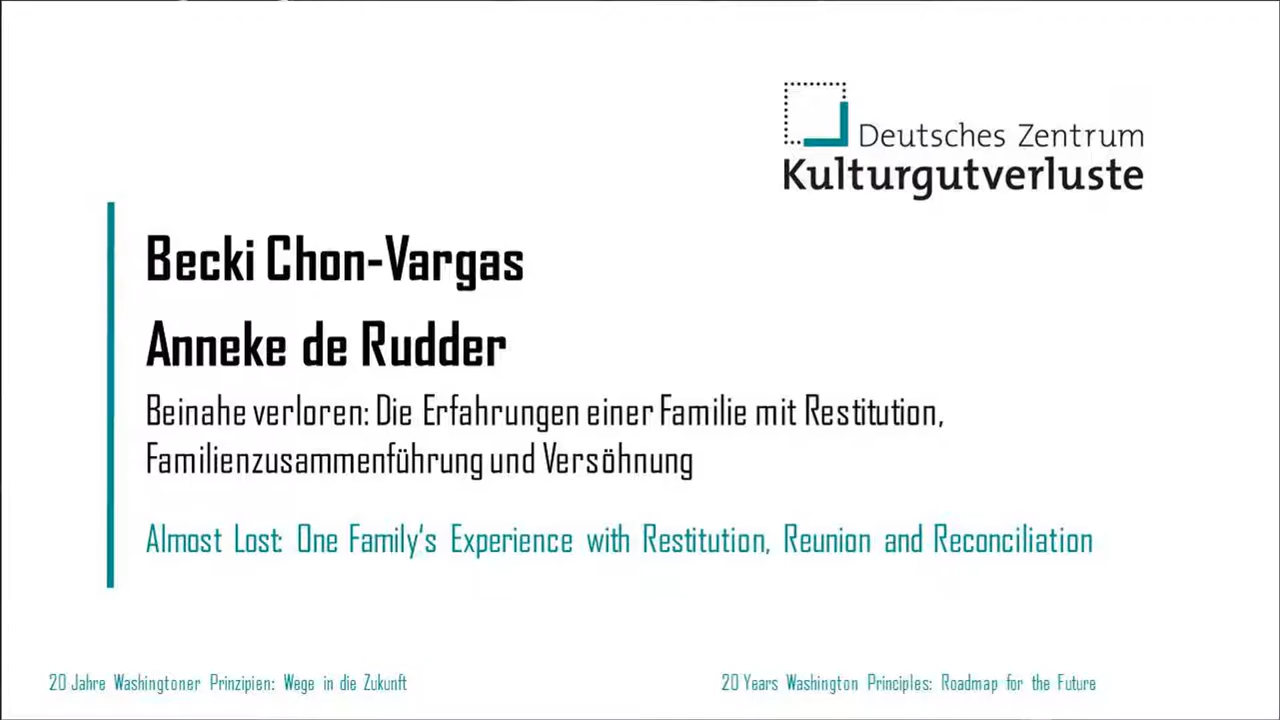 Deutsches Zentrum
Kulturgutverluste
Becki Chon-Vargas
Anneke de Rudder
Beinahe verloren: Die Erfahrungen einer Familie mit Restitution,
Familienzusammenführung und Versöhnung
Almost Lost: One Family's Experience with Restitution, Reunion and Reconciliation
20 Jahre Washingtoner Prinzipien: Wege in die Zukunft
20 Years Washington Principles: Roadmap for the Future